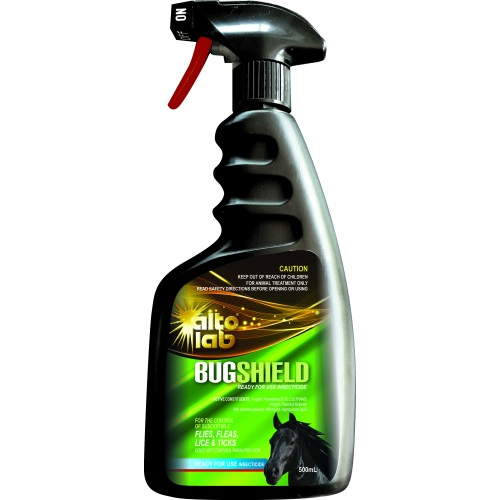 ON
CAUTION
KEEP OUT OF REACH OF CHILDREN
FOR ANIMAL TREATMENT ONLY
READ SAFETY DIRECTIONS BEFORE OPENING OR USING
alto
lab
BUGSHIELD
READY FOR USE INSECTICIDE
ACTIVE CONSTITUENTS:
FOR THE CONTROL
OF SUSCEPTIBLE
FLIES, FLEAS,
LICE & TICKS
READY FOR USE INSECTICIDE
500mL